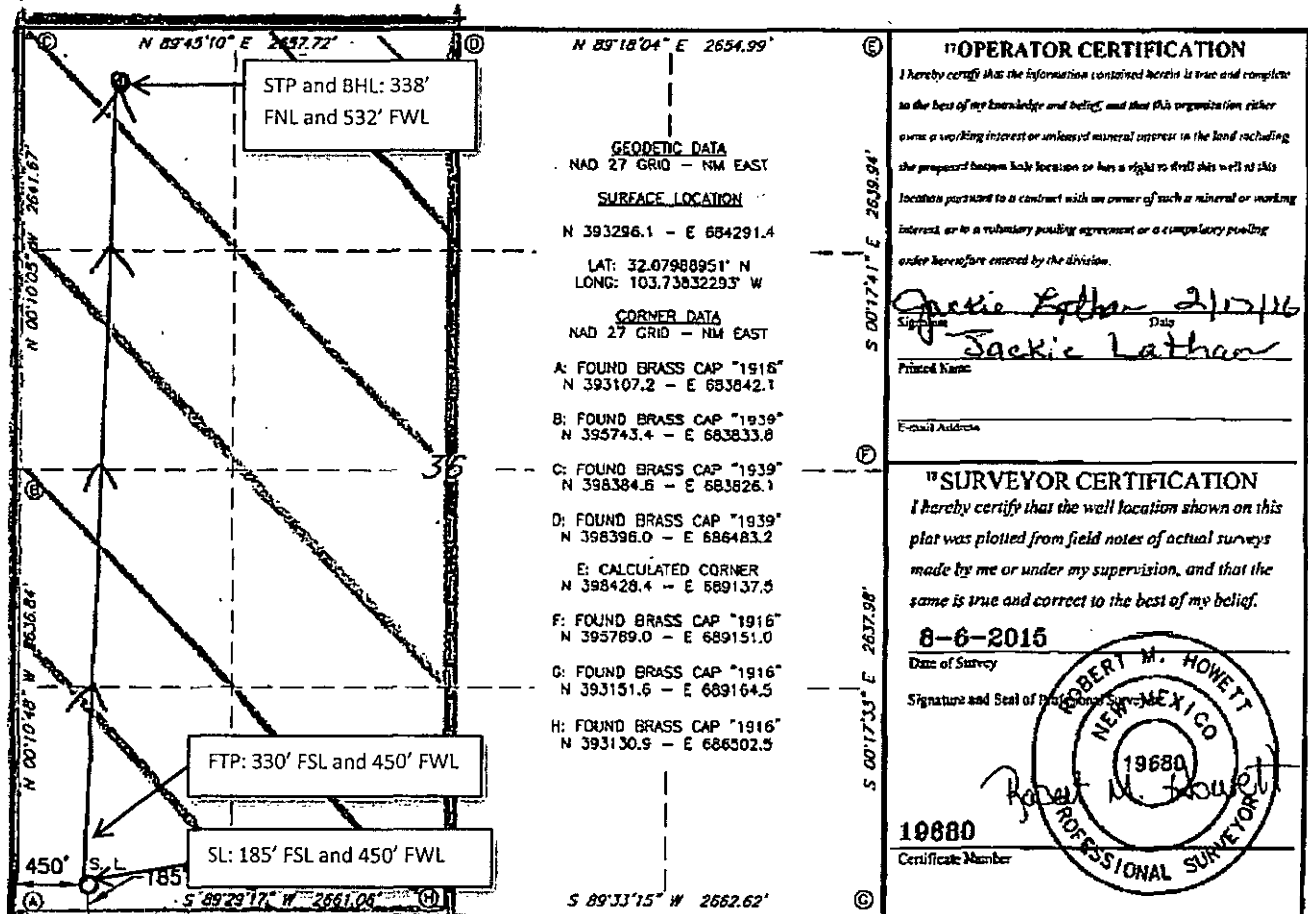 N 89°45'10" E 2657.72'
STP and BHL: 338'
FNL and 532' FWL
N 00°10'05" W 2641.67'
36
N 00°10'48" W 2636.84'
FTP: 330' FSL and 450' FWL
SL: 185' FSL and 450' FWL
450'
S. L.
185
S 89°29'17" W 2661.06'
A
B
C
D
H
N 89°18'04" E 2654.99'
E
GEODETIC DATA
NAD 27 GRID - NM EAST
SURFACE LOCATION
N 393296.1 - E 684291.4
LAT: 32.07988951° N
LONG: 103.73832293° W
CORNER DATA
NAD 27 GRID - NM EAST
A: FOUND BRASS CAP "1916"
N 393107.2 - E 683842.1
B: FOUND BRASS CAP "1939"
N 395743.4 - E 683833.8
C: FOUND BRASS CAP "1939"
N 398384.6 - E 683826.1
D: FOUND BRASS CAP "1939"
N 398396.0 - E 686483.2
E: CALCULATED CORNER
N 398428.4 - E 689137.5
F: FOUND BRASS CAP "1916"
N 395789.0 - E 689151.0
G: FOUND BRASS CAP "1916"
N 393151.6 - E 689164.5
H: FOUND BRASS CAP "1916"
N 393130.9 - E 686502.5
S 00°17'41" E 2639.94'
F
S 00°17'33" E 2637.98'
S 89°33'15" W 2662.62'
G
17 OPERATOR CERTIFICATION
I hereby certify that the information contained herein is true and complete
to the best of my knowledge and belief, and that this organization either
owns a working interest or unleased mineral interest in the land including
the proposed bottom hole location or has a right to drill this well at this
location pursuant to a contract with an owner of such a mineral or working
interest, or to a voluntary pooling agreement or a compulsory pooling
order heretofore entered by the division.
Jackie Lathan
Signature Date
Jackie Lathan
Printed Name
E-mail Address
18 SURVEYOR CERTIFICATION
I hereby certify that the well location shown on this
plat was plotted from field notes of actual surveys
made by me or under my supervision, and that the
same is true and correct to the best of my belief.
8-6-2015
Date of Survey
Signature and Seal of Professional Surveyor:
ROBERT M. HOWETT
NEW MEXICO
19680
PROFESSIONAL SURVEYOR
Robert M. Howett
19680
Certificate Number